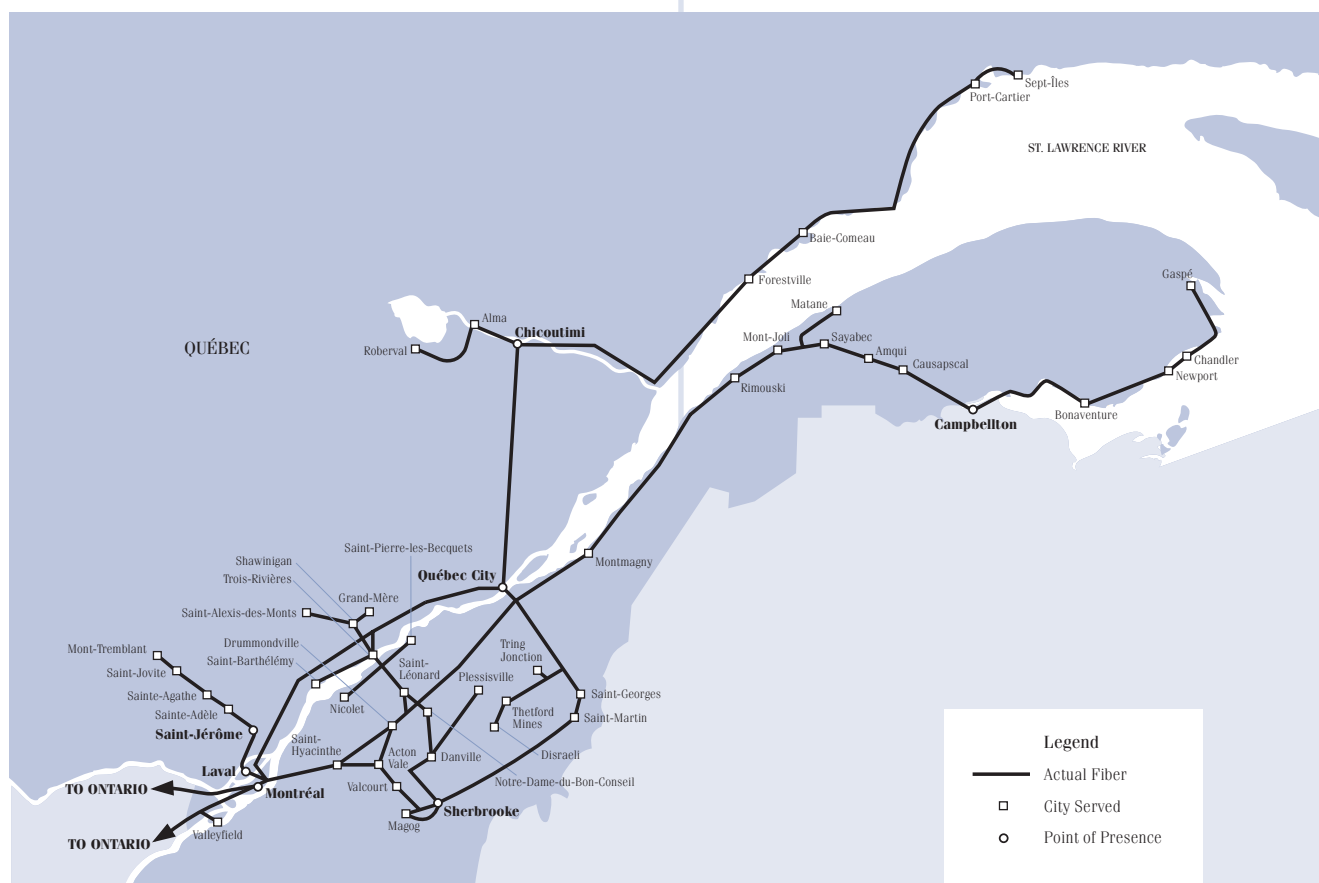 Sept-Îles
Port-Cartier
ST. LAWRENCE RIVER
Baie-Comeau
Forestville
Gaspé
Matane
Alma
Chicoutimi
Mont-Joli
Sayabec
QUÉBEC
Roberval
Amqui
Causapscal
Chandler
Newport
Rimouski
Bonaventure
Campbellton
Saint-Pierre-les-Becquets
Shawinigan
Montmagny
Trois-Rivières
Québec City
Grand-Mère
Saint-Alexis-des-Monts
Drummondville
Mont-Tremblant
Saint-Barthélémy
Saint-
Léonard
Tring
Jonction
Saint-Jovite
Plessisville
Sainte-Agathe
Saint-Georges
Nicolet
Thetford
Mines
Sainte-Adèle
Saint-Martin
Saint-Jérôme
Saint-
Hyacinthe
Acton
Vale
Danville
Disraeli
Laval
Notre-Dame-du-Bon-Conseil
TO ONTARIO
Montréal
Valcourt
Sherbrooke
Magog
Valleyfield
TO ONTARIO
Legend
Actual Fiber
City Served
Point of Presence